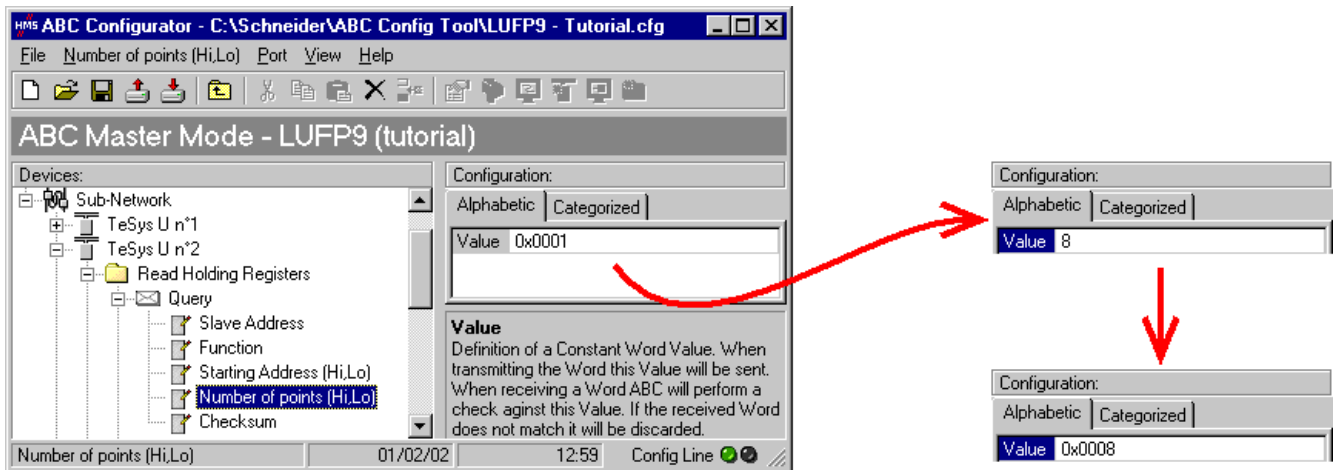 HMS ABC Configurator - C:\Schneider\ABC Config Tool\LUFP9 - Tutorial.cfg
File Number of points (Hi,Lo) Port View Help
ABC Master Mode - LUFP9 (tutorial)
Devices:
Sub-Network
TeSys U n°1
TeSys U n°2
Read Holding Registers
Query
Slave Address
Function
Starting Address (Hi,Lo)
Number of points (Hi,Lo)
Checksum
Configuration:
Alphabetic Categorized
Value 0x0001
Value
Definition of a Constant Word Value. When
transmitting the Word this Value will be sent.
When receiving a Word ABC will perform a
check aginst this Value. If the received Word
does not match it will be discarded.
Number of points (Hi,Lo) 01/02/02 12:59 Config Line
Configuration:
Alphabetic Categorized
Value 8
Configuration:
Alphabetic Categorized
Value 0x0008